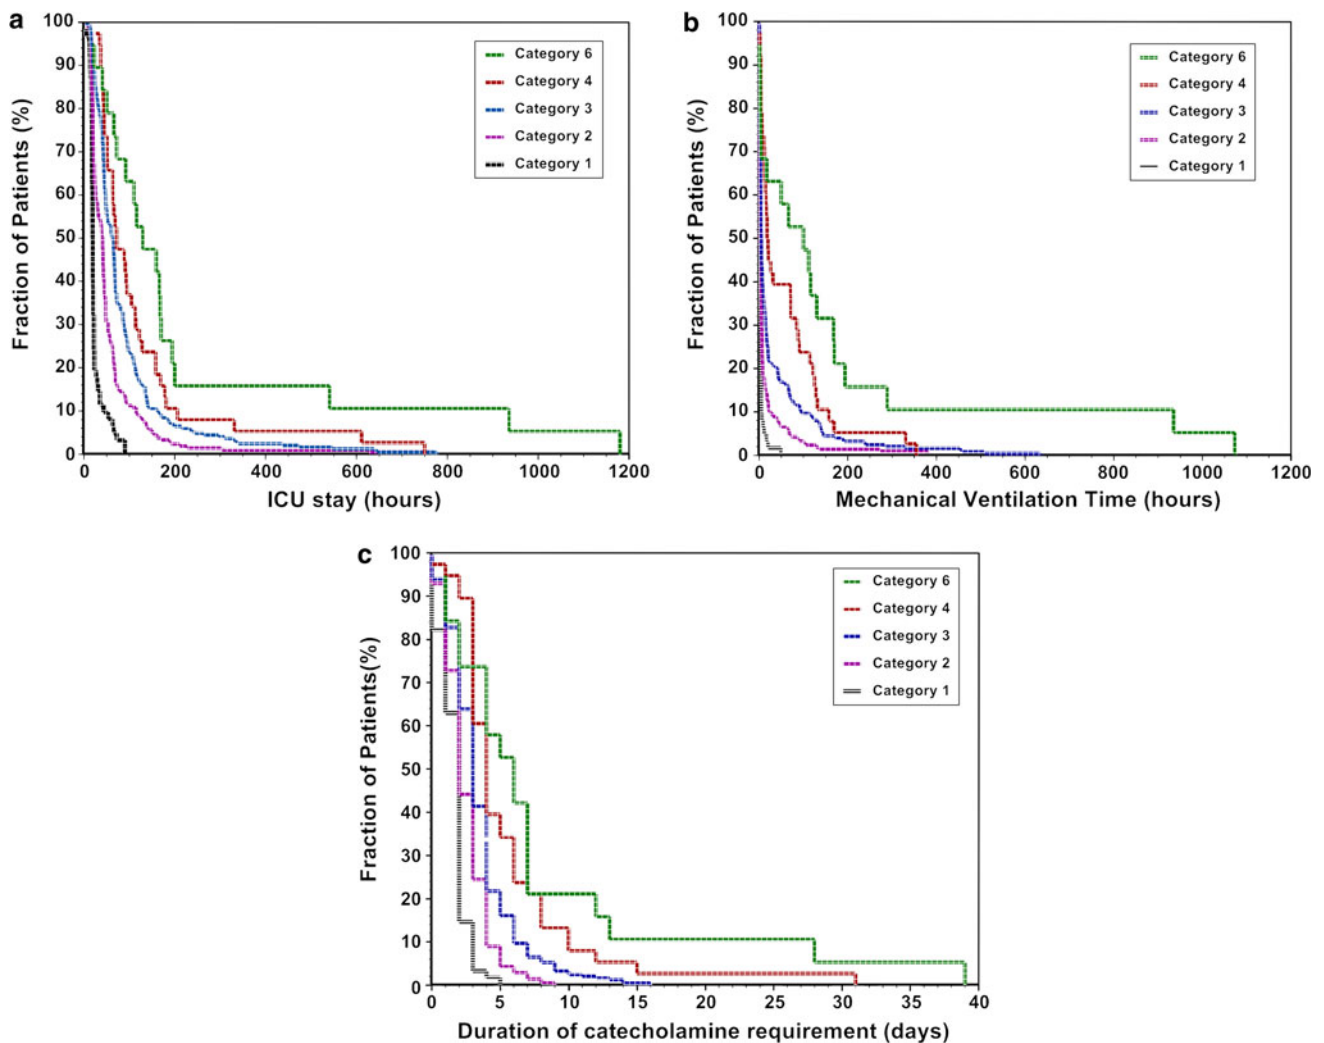 a
100
90
80
70
60
50
40
30
20
10
0
Fraction of Patients (%)
0 200 400 600 800 1000 1200
ICU stay (hours)
Category 6
Category 4
Category 3
Category 2
Category 1
b
100
90
80
70
60
50
40
30
20
10
0
Fraction of Patients (%)
0 200 400 600 800 1000 1200
Mechanical Ventilation Time (hours)
Category 6
Category 4
Category 3
Category 2
Category 1
c
100
90
80
70
60
50
40
30
20
10
0
Fraction of Patients(%)
0 5 10 15 20 25 30 35 40
Duration of catecholamine requirement (days)
Category 6
Category 4
Category 3
Category 2
Category 1